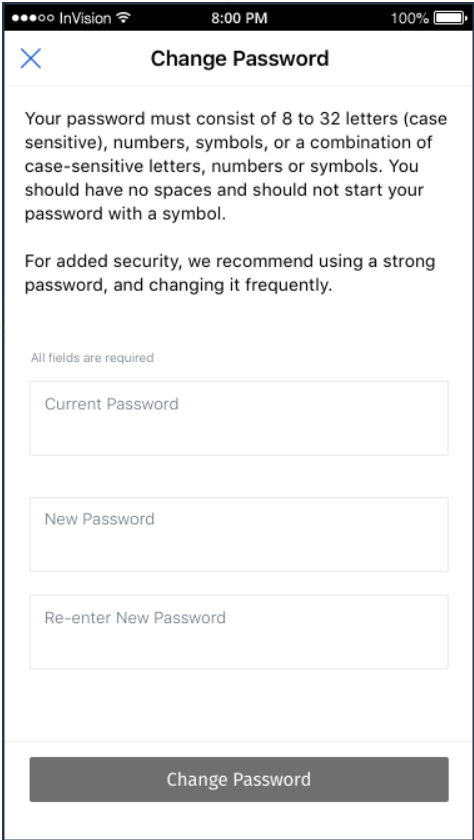 ●●●○○ InVision 8:00 PM 100%
Change Password
Your password must consist of 8 to 32 letters (case
sensitive), numbers, symbols, or a combination of
case-sensitive letters, numbers or symbols. You
should have no spaces and should not start your
password with a symbol.
For added security, we recommend using a strong
password, and changing it frequently.
All fields are required
Current Password
New Password
Re-enter New Password
Change Password